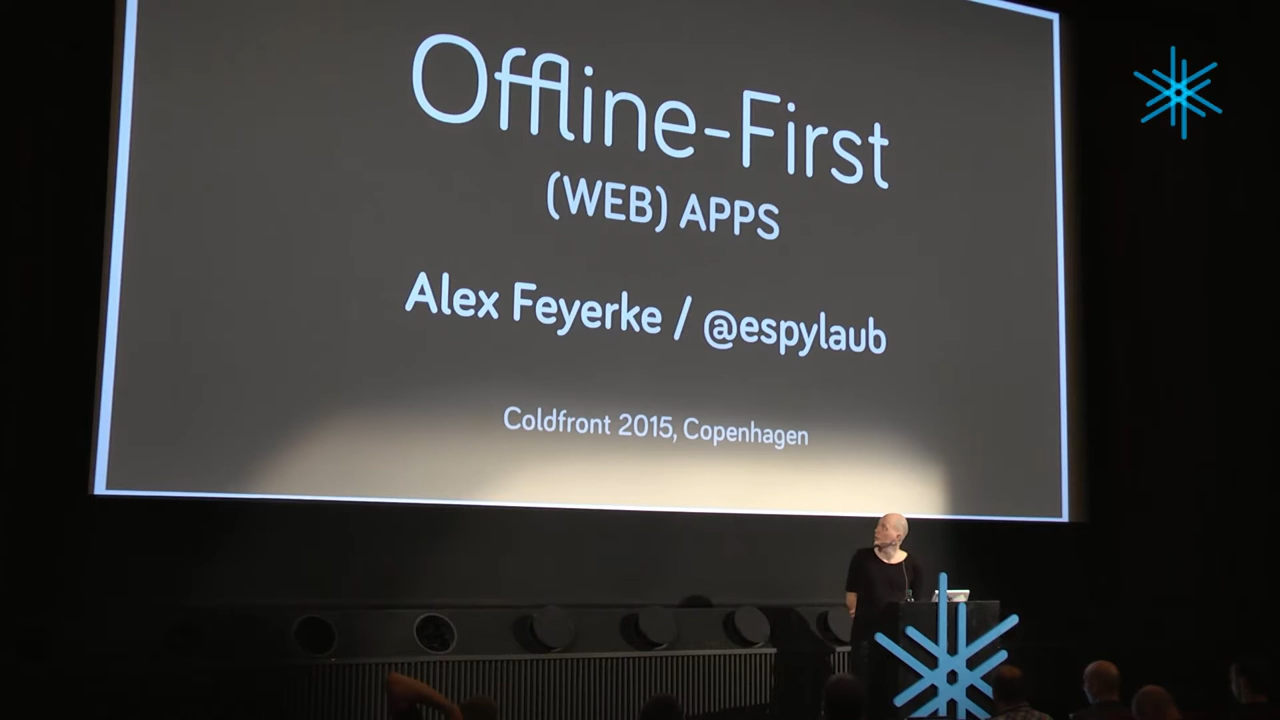 Offline-First
(WEB) APPS
Alex Feyerke / @espylaub
Coldfront 2015, Copenhagen